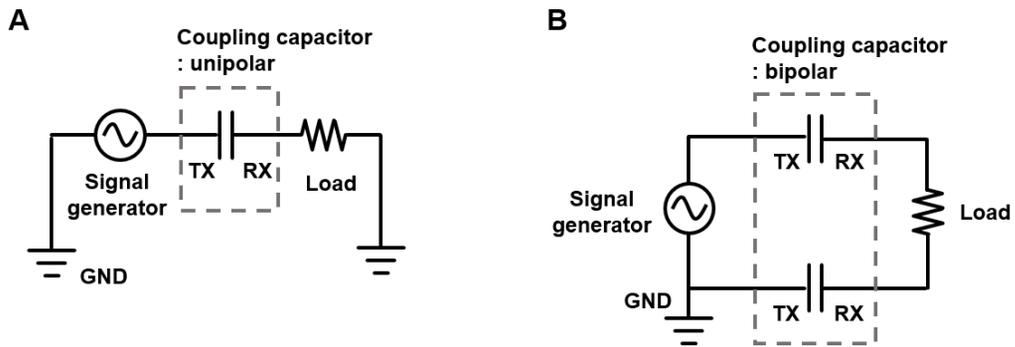 A
Coupling capacitor
: unipolar
TX
RX
Signal
generator
Load
GND
B
Coupling capacitor
: bipolar
TX
RX
Signal
generator
Load
GND
TX
RX